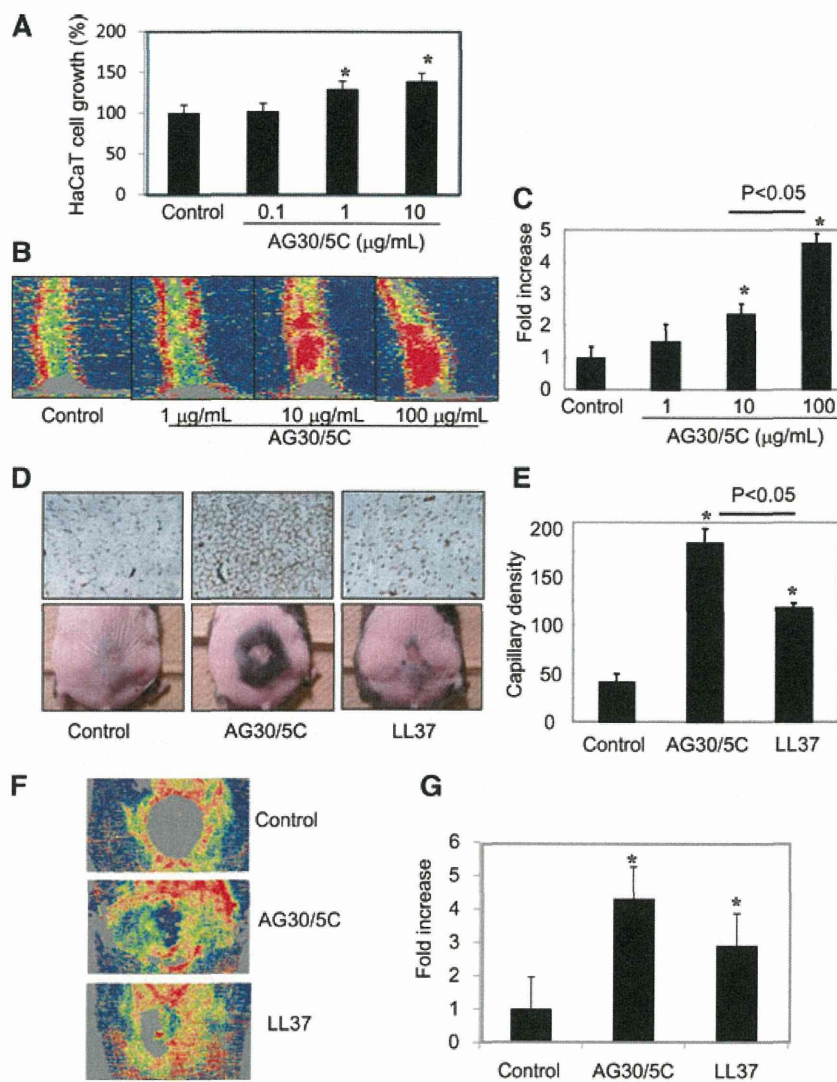 A
HaCaT cell growth (%)
200
150
100
50
0
Control
0.1
1
10
*
*
AG30/5C (µg/mL)
B
Control
1 µg/mL
10 µg/mL
100 µg/mL
AG30/5C
C
P<0.05
Fold increase
5
4
3
2
1
0
*
*
Control
1
10
100
AG30/5C (µg/mL)
D
Control
AG30/5C
LL37
E
P<0.05
Capillary density
200
150
100
50
0
*
*
Control
AG30/5C
LL37
F
Control
AG30/5C
LL37
G
Fold increase
6
5
4
3
2
1
0
*
*
Control
AG30/5C
LL37